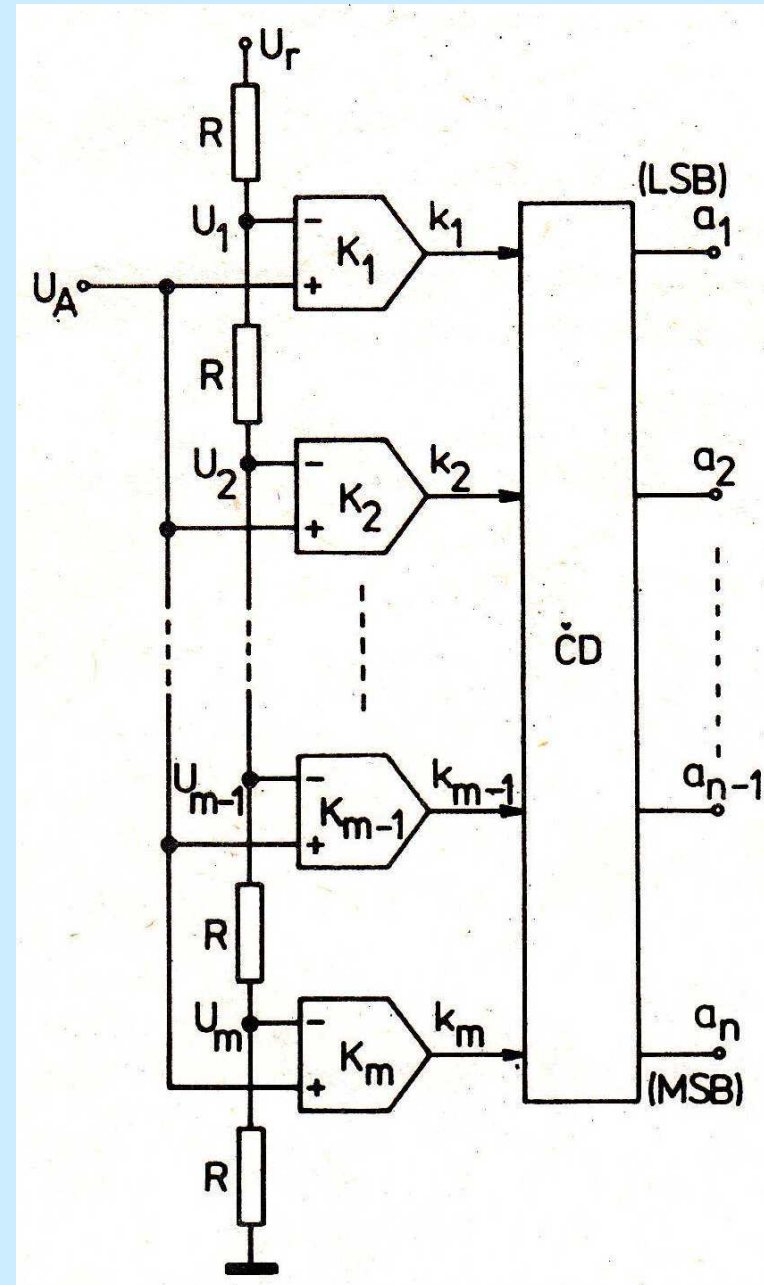 Ur
R
(LSB)
U1 − K1 + k1 a1
UA
R
U2 − K2 + k2 a2
ČD
Um−1 − Km−1 + km−1 an−1
R
Um − Km + km an
(MSB)
R